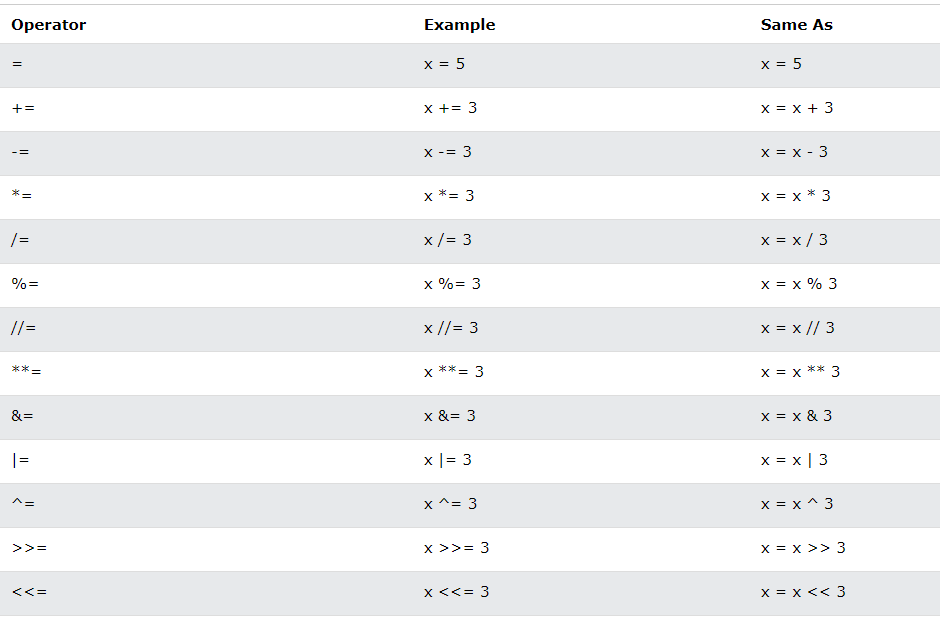 Operator Example Same As
= x = 5 x = 5
+= x += 3 x = x + 3
-= x -= 3 x = x - 3
*= x *= 3 x = x * 3
/= x /= 3 x = x / 3
%= x %= 3 x = x % 3
//= x //= 3 x = x // 3
**= x **= 3 x = x ** 3
&= x &= 3 x = x & 3
|= x |= 3 x = x | 3
^= x ^= 3 x = x ^ 3
>>= x >>= 3 x = x >> 3
<<= x <<= 3 x = x << 3